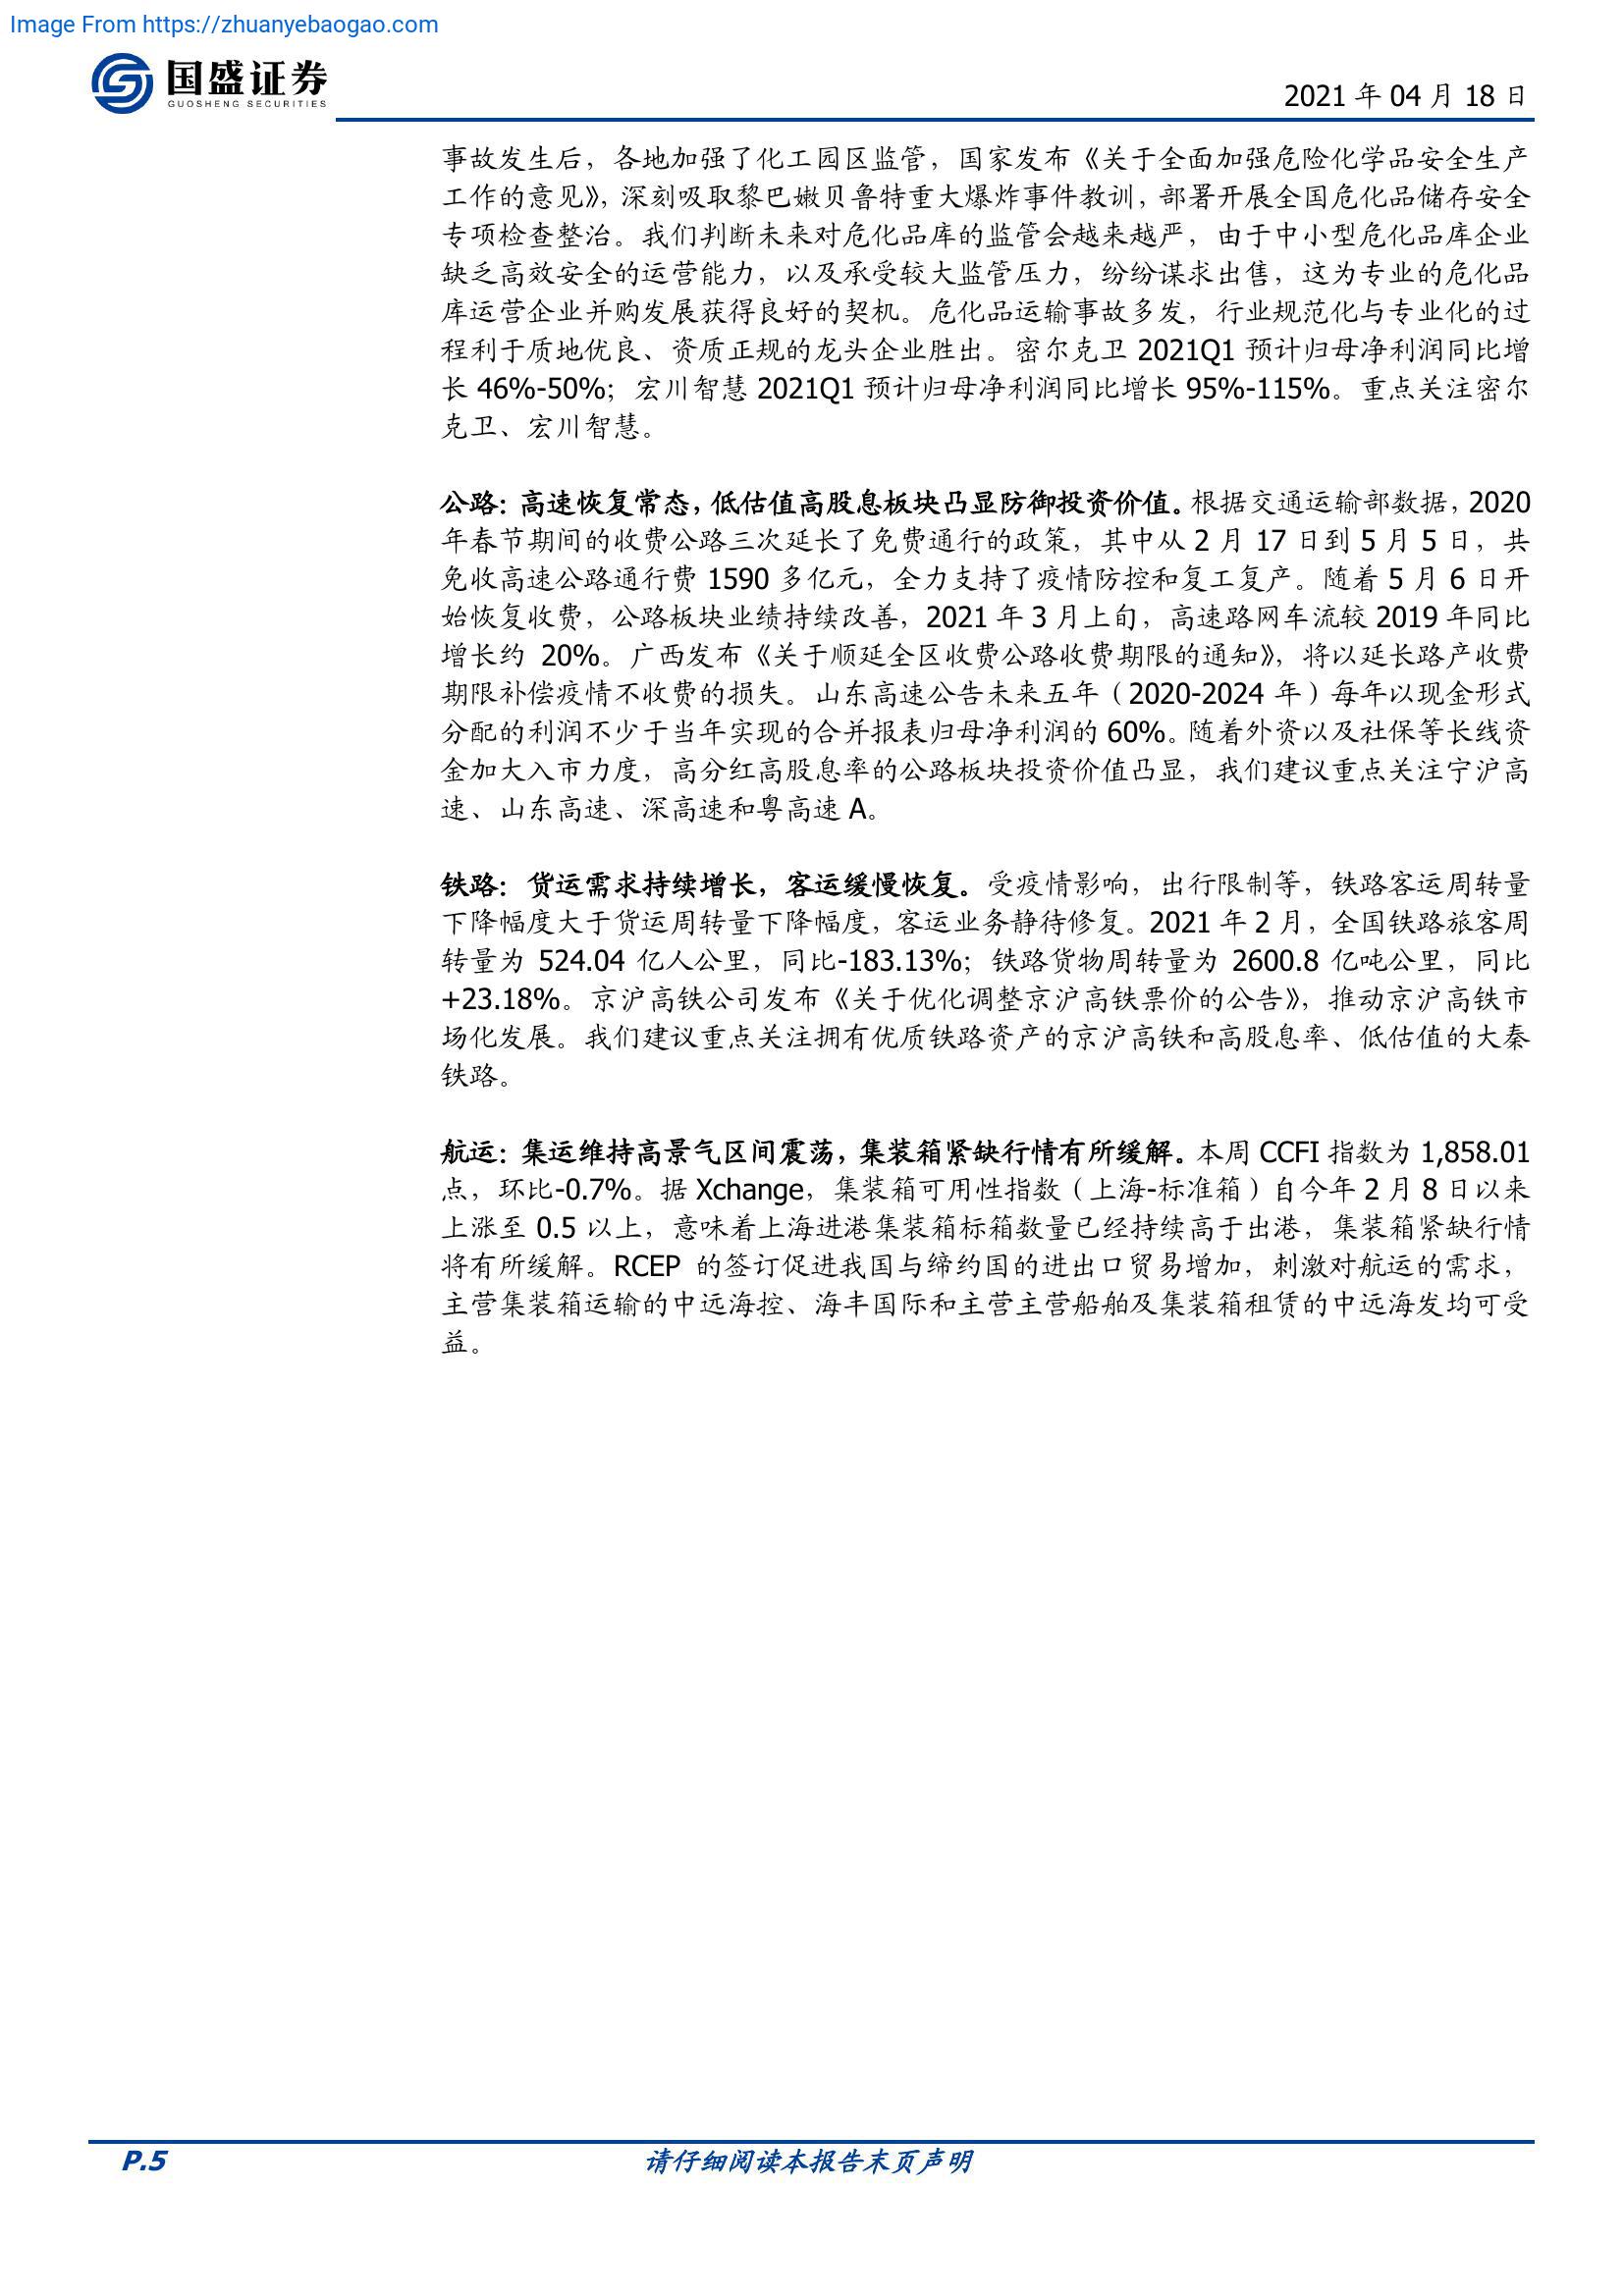 Image From https://zhuanyebaogao.com
国盛证券
GUOSHENG SECURITIES
2021 年 04 月 18 日
事故发生后，各地加强了化工园区监管，国家发布《关于全面加强危险化学品安全生产
工作的意见》，深刻吸取黎巴嫩贝鲁特重大爆炸事件教训，部署开展全国危化品储存安全
专项检查整治。我们判断未来对危化品库的监管会越来越严，由于中小型危化品库企业
缺乏高效安全的运营能力，以及承受较大监管压力，纷纷谋求出售，这为专业的危化品
库运营企业并购发展获得良好的契机。危化品运输事故多发，行业规范化与专业化的过
程利于质地优良、资质正规的龙头企业胜出。密尔克卫 2021Q1 预计归母净利润同比增
长 46%-50%；宏川智慧 2021Q1 预计归母净利润同比增长 95%-115%。重点关注密尔
克卫、宏川智慧。
公路：高速恢复常态，低估值高股息板块凸显防御投资价值。根据交通运输部数据，2020
年春节期间的收费公路三次延长了免费通行的政策，其中从 2 月 17 日到 5 月 5 日，共
免收高速公路通行费 1590 多亿元，全力支持了疫情防控和复工复产。随着 5 月 6 日开
始恢复收费，公路板块业绩持续改善，2021 年 3 月上旬，高速路网车流较 2019 年同比
增长约 20%。广西发布《关于顺延全区收费公路收费期限的通知》，将以延长路产收费
期限补偿疫情不收费的损失。山东高速公告未来五年（2020-2024 年）每年以现金形式
分配的利润不少于当年实现的合并报表归母净利润的 60%。随着外资以及社保等长线资
金加大入市力度，高分红高股息率的公路板块投资价值凸显，我们建议重点关注宁沪高
速、山东高速、深高速和粤高速 A。
铁路：货运需求持续增长，客运缓慢恢复。受疫情影响，出行限制等，铁路客运周转量
下降幅度大于货运周转量下降幅度，客运业务静待修复。2021 年 2 月，全国铁路旅客周
转量为 524.04 亿人公里，同比-183.13%；铁路货物周转量为 2600.8 亿吨公里，同比
+23.18%。京沪高铁公司发布《关于优化调整京沪高铁票价的公告》，推动京沪高铁市
场化发展。我们建议重点关注拥有优质铁路资产的京沪高铁和高股息率、低估值的大秦
铁路。
航运：集运维持高景气区间震荡，集装箱紧缺行情有所缓解。本周 CCFI 指数为 1,858.01
点，环比-0.7%。据 Xchange，集装箱可用性指数（上海-标准箱）自今年 2 月 8 日以来
上涨至 0.5 以上，意味着上海进港集装箱标箱数量已经持续高于出港，集装箱紧缺行情
将有所缓解。RCEP 的签订促进我国与缔约国的进出口贸易增加，刺激对航运的需求，
主营集装箱运输的中远海控、海丰国际和主营主营船舶及集装箱租赁的中远海发均可受
益。
P.5
请仔细阅读本报告末页声明